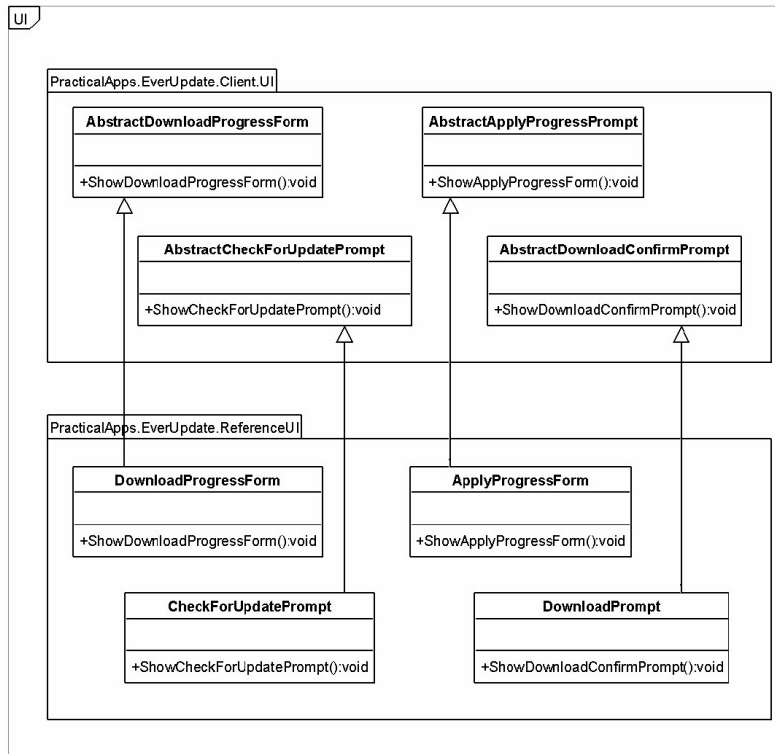 UI
PracticalApps.EverUpdate.Client.UI
AbstractDownloadProgressForm
+ShowDownloadProgressForm():void
AbstractApplyProgressPrompt
+ShowApplyProgressForm():void
AbstractCheckForUpdatePrompt
+ShowCheckForUpdatePrompt():void
AbstractDownloadConfirmPrompt
+ShowDownloadConfirmPrompt():void
PracticalApps.EverUpdate.ReferenceUI
DownloadProgressForm
+ShowDownloadProgressForm():void
ApplyProgressForm
+ShowApplyProgressForm():void
CheckForUpdatePrompt
+ShowCheckForUpdatePrompt():void
DownloadPrompt
+ShowDownloadConfirmPrompt():void